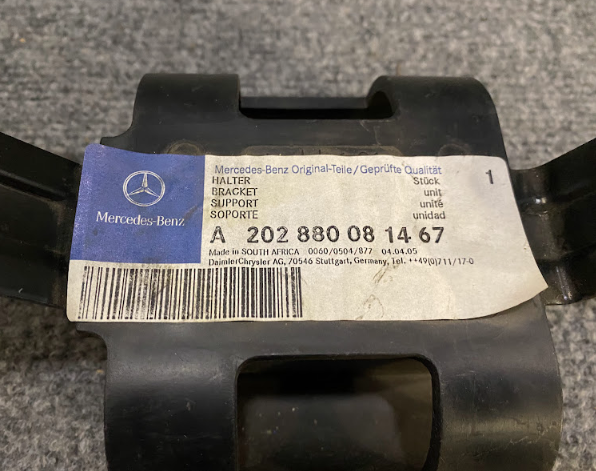 Mercedes-Benz Original-Teile/Geprüfte Qualität
HALTER Stück 1
BRACKET unit
SUPPORT unité
SOPORTE unidad
Mercedes-Benz
A 202 880 08 14 67
Made in SOUTH AFRICA 0060/0504/877 04.04.05
DaimlerChrysler AG, 70546 Stuttgart, Germany, Tel. ++49(0)711/17-0